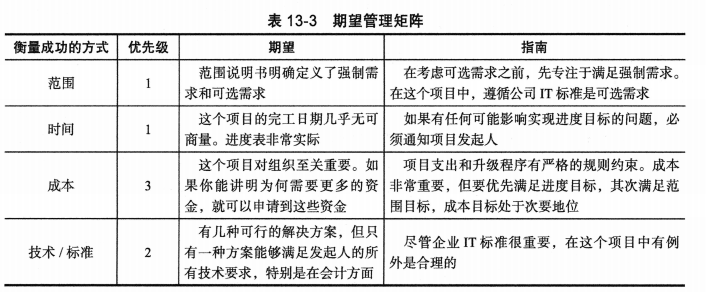 表 13-3 期望管理矩阵
衡量成功的方式 优先级 期望 指南
范围 1 范围说明书明确定义了强制需求和可选需求 在考虑可选需求之前，先专注于满足强制需求。在这个项目中，遵循公司 IT 标准是可选需求
时间 1 这个项目的完工日期几乎无可商量。进度表非常实际 如果有任何可能影响实现进度目标的问题，必须通知项目发起人
成本 3 这个项目对组织至关重要。如果你能讲明为何需要更多的资金，就可以申请到这些资金 项目支出和升级程序有严格的规则约束。成本非常重要，但要优先满足进度目标，其次满足范围目标，成本目标处于次要地位
技术 / 标准 2 有几种可行的解决方案，但只有一种方案能够满足发起人的所有技术要求，特别是在会计方面 尽管企业 IT 标准很重要，在这个项目中有例外是合理的